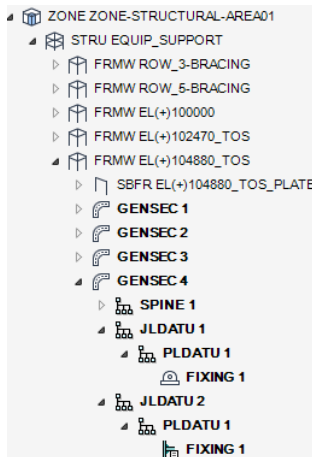 ZONE ZONE-STRUCTURAL-AREA01
STRU EQUIP_SUPPORT
FRMW ROW_3-BRACING
FRMW ROW_5-BRACING
FRMW EL(+)100000
FRMW EL(+)102470_TOS
FRMW EL(+)104880_TOS
SBFR EL(+)104880_TOS_PLATE
GENSEC 1
GENSEC 2
GENSEC 3
GENSEC 4
SPINE 1
JLDATU 1
PLDATU 1
FIXING 1
JLDATU 2
PLDATU 1
FIXING 1